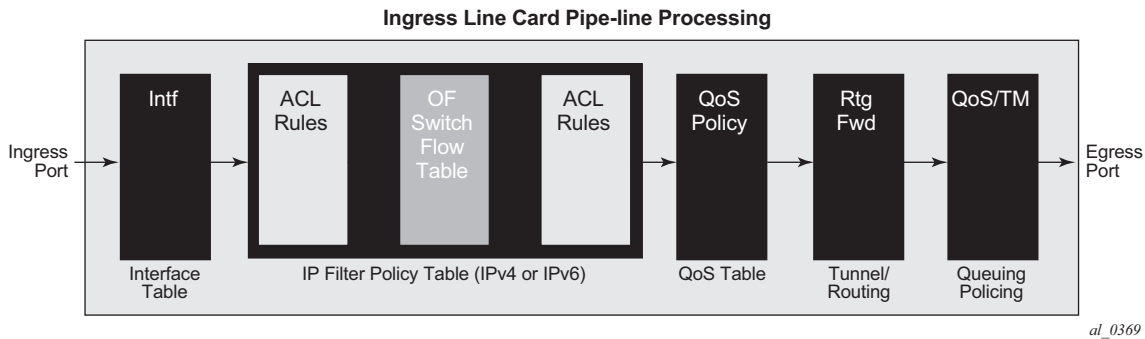 Ingress Line Card Pipe-line Processing
Ingress
Port
Intf
ACL
Rules
OF
Switch
Flow
Table
ACL
Rules
QoS
Policy
Rtg
Fwd
QoS/TM
Egress
Port
Interface
Table
IP Filter Policy Table (IPv4 or IPv6)
QoS Table
Tunnel/
Routing
Queuing
Policing
al_0369